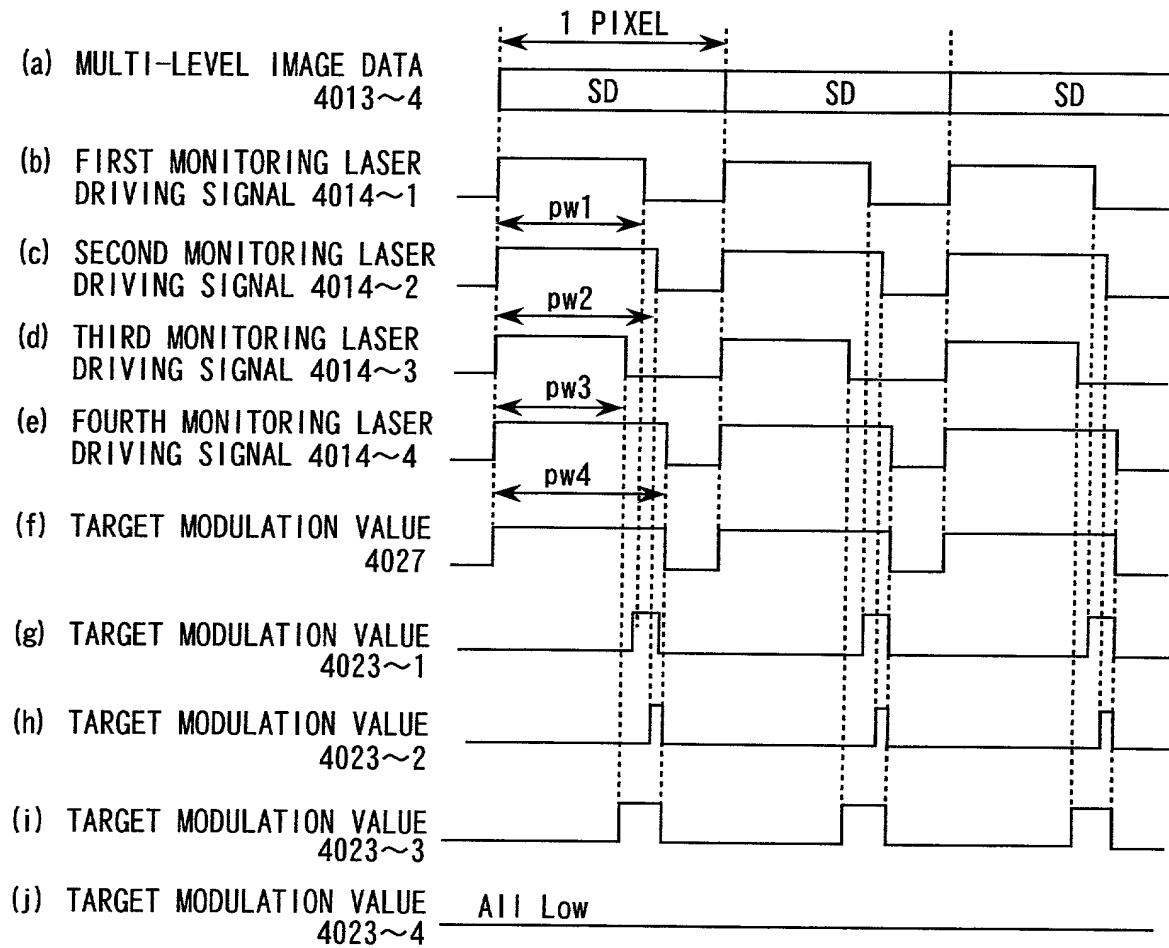 1 PIXEL
(a) MULTI-LEVEL IMAGE DATA
4013～4
SD SD SD
(b) FIRST MONITORING LASER
DRIVING SIGNAL 4014～1
pw1
(c) SECOND MONITORING LASER
DRIVING SIGNAL 4014～2
pw2
(d) THIRD MONITORING LASER
DRIVING SIGNAL 4014～3
pw3
(e) FOURTH MONITORING LASER
DRIVING SIGNAL 4014～4
pw4
(f) TARGET MODULATION VALUE
4027
(g) TARGET MODULATION VALUE
4023～1
(h) TARGET MODULATION VALUE
4023～2
(i) TARGET MODULATION VALUE
4023～3
(j) TARGET MODULATION VALUE
4023～4
All Low